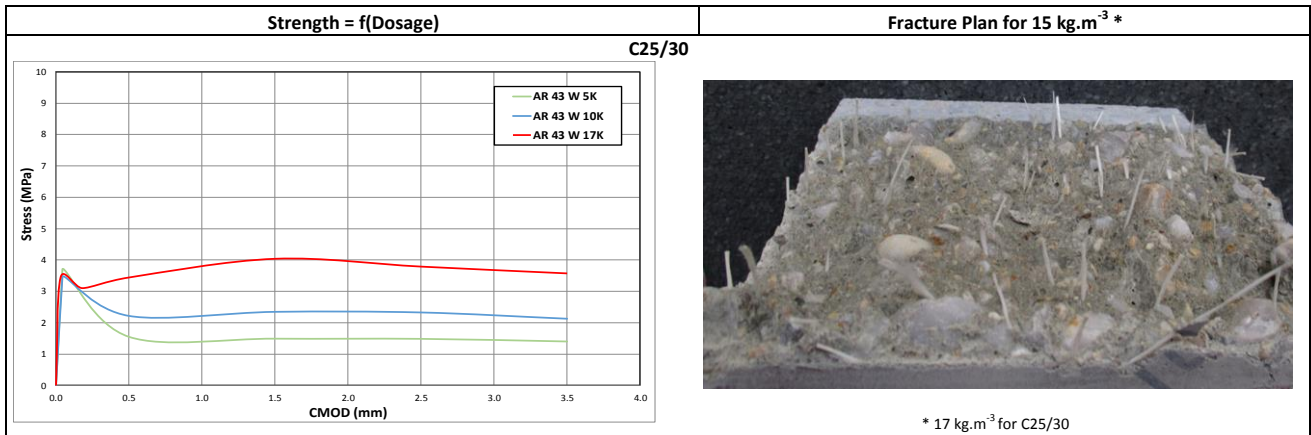 Strength = f(Dosage)
Fracture Plan for 15 kg.m⁻³ *
C25/30
10
9
8
7
6
5
4
3
2
1
0
Stress (MPa)
AR 43 W 5K
AR 43 W 10K
AR 43 W 17K
0.0 0.5 1.0 1.5 2.0 2.5 3.0 3.5 4.0
CMOD (mm)
* 17 kg.m⁻³ for C25/30